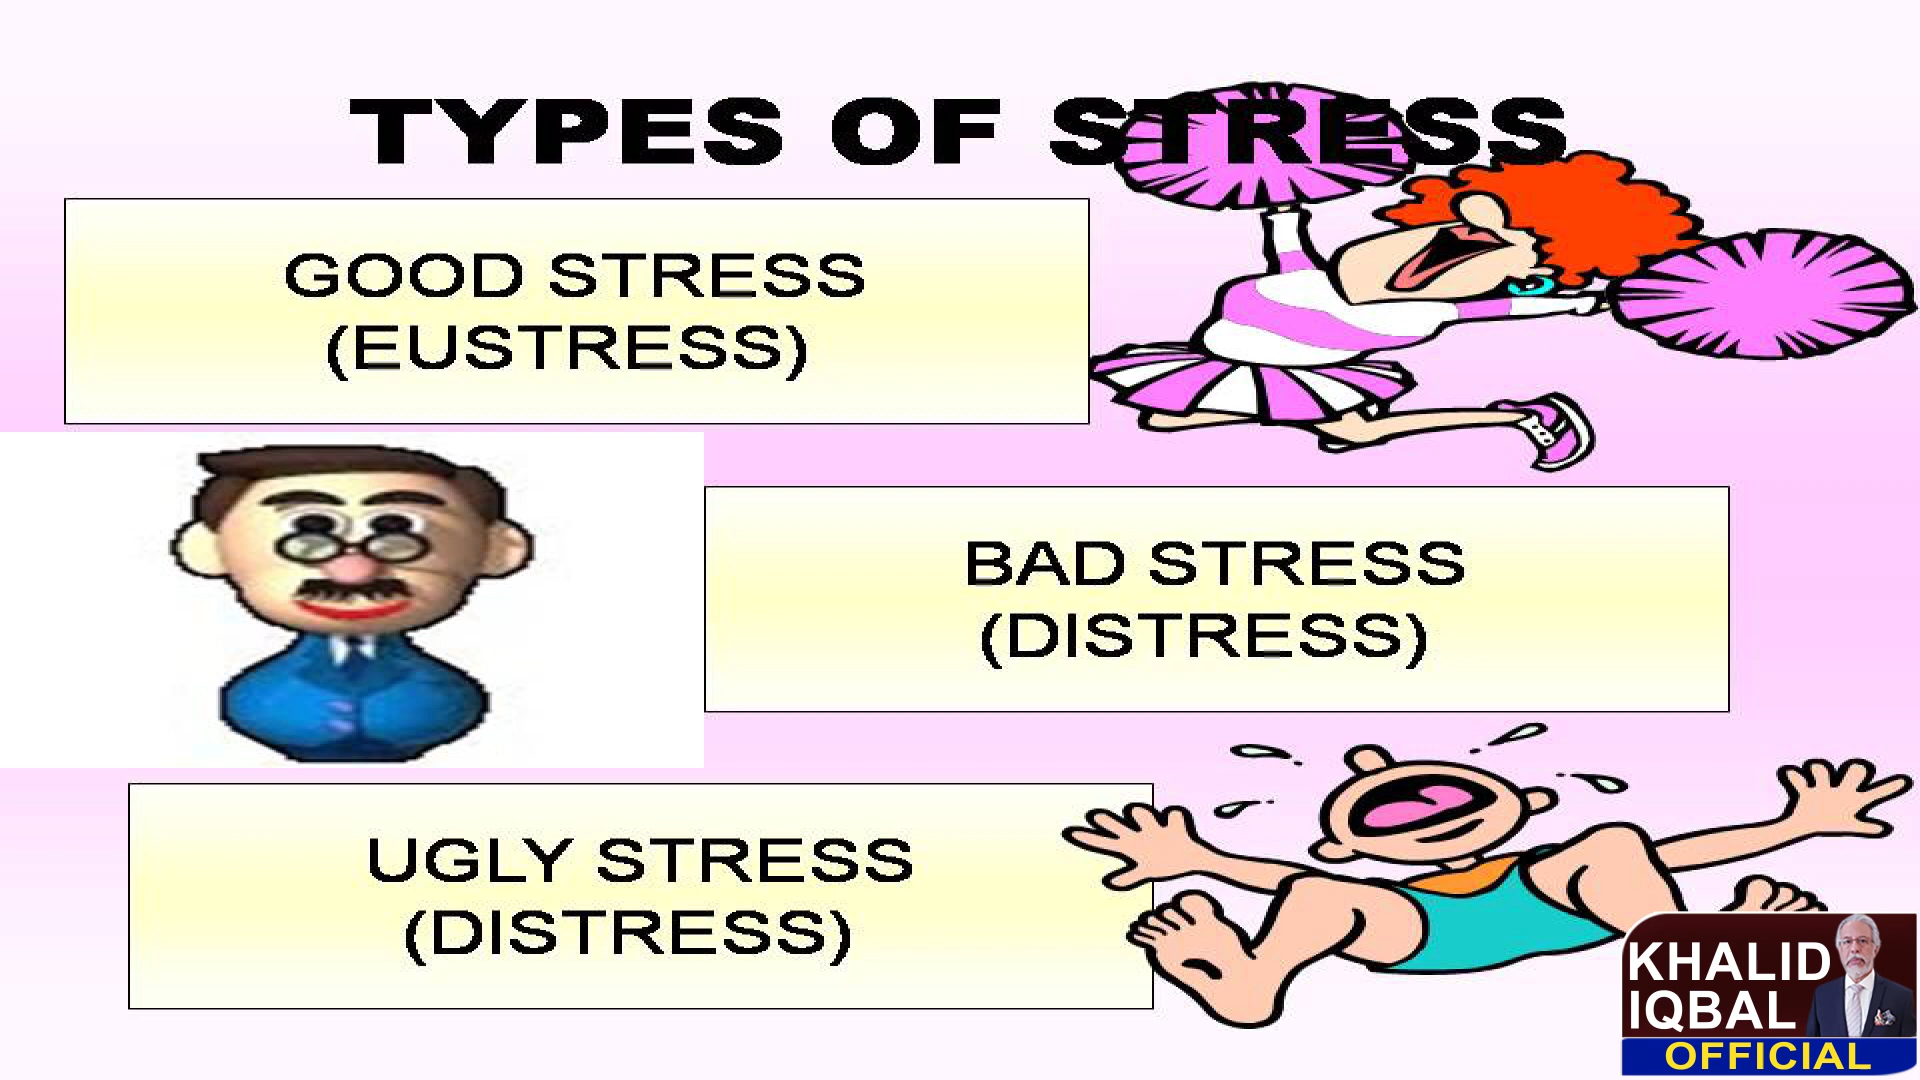 TYPES OF STRESS
GOOD STRESS
(EUSTRESS)
BAD STRESS
(DISTRESS)
UGLY STRESS
(DISTRESS)
KHALID
IQBAL
OFFICIAL